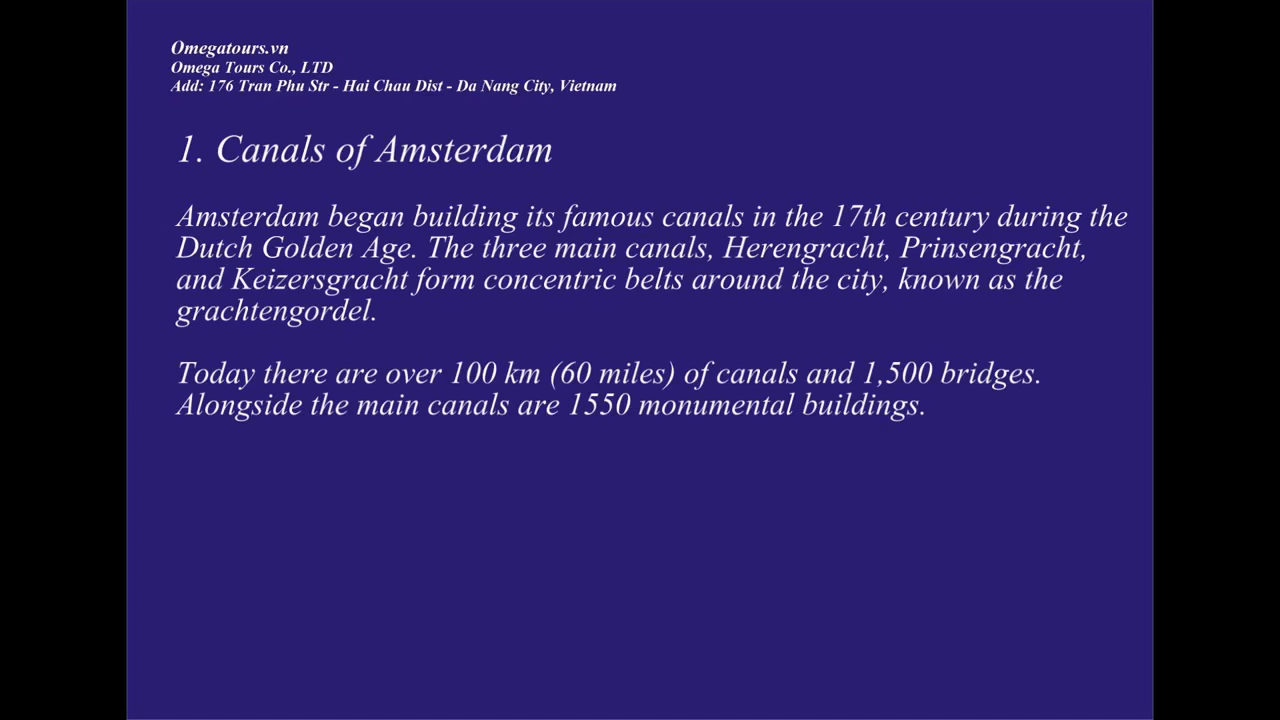 Omegatours.vn
Omega Tours Co., LTD
Add: 176 Tran Phu Str - Hai Chau Dist - Da Nang City, Vietnam
1. Canals of Amsterdam
Amsterdam began building its famous canals in the 17th century during the
Dutch Golden Age. The three main canals, Herengracht, Prinsengracht,
and Keizersgracht form concentric belts around the city, known as the
grachtengordel.
Today there are over 100 km (60 miles) of canals and 1,500 bridges.
Alongside the main canals are 1550 monumental buildings.